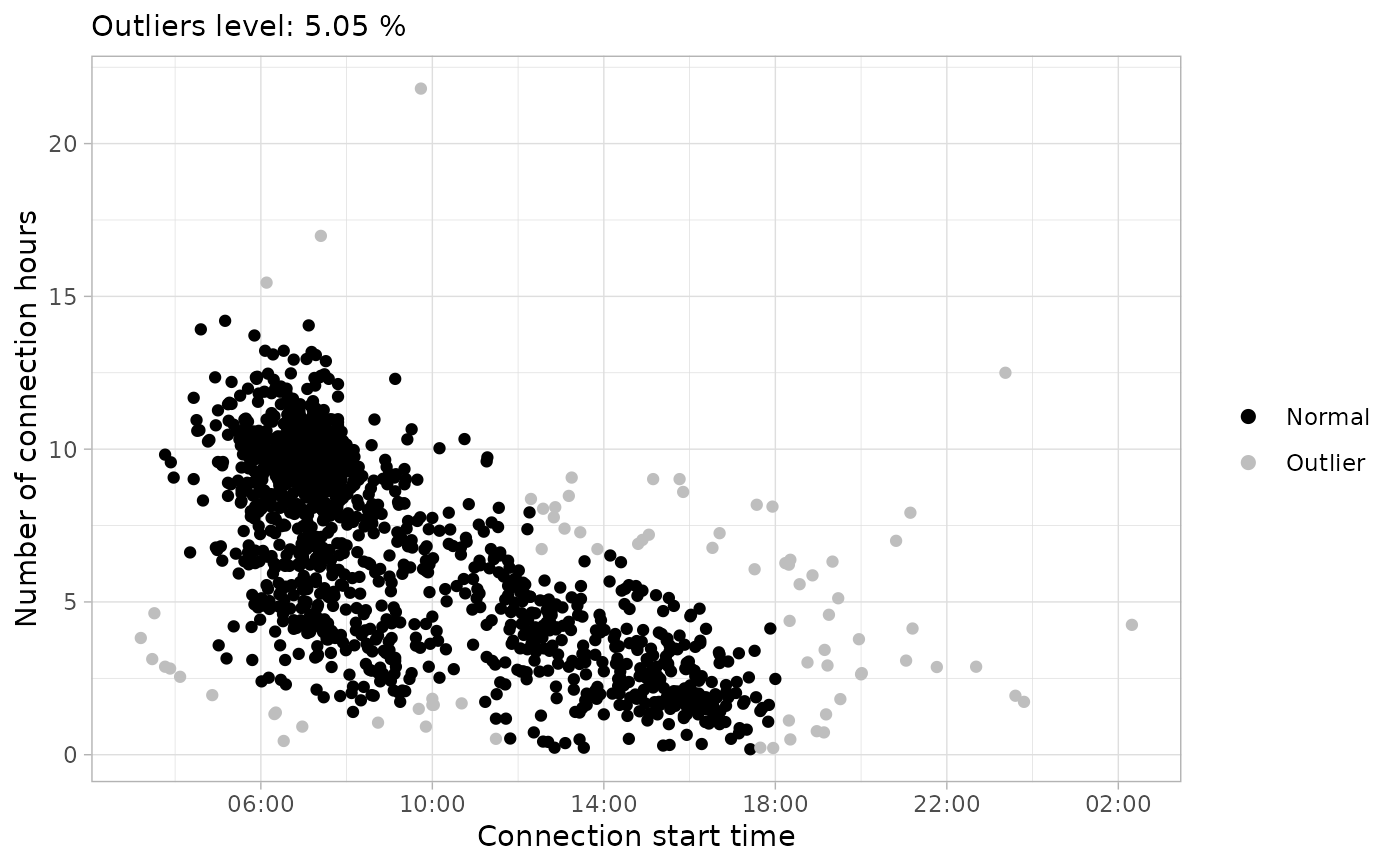 Outliers level: 5.05 %
Number of connection hours
20
15
10
5
0
06:00 10:00 14:00 18:00 22:00 02:00
Connection start time
Normal
Outlier